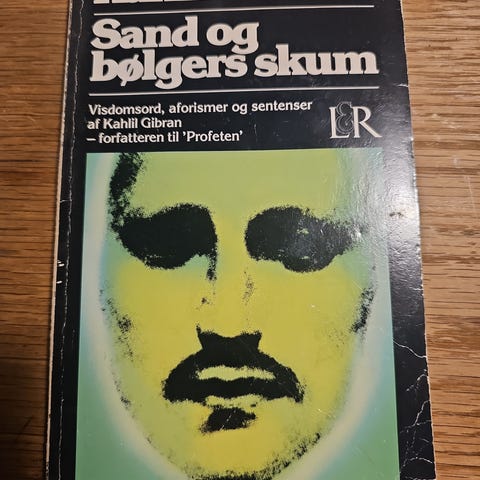 Sand og
bølgers skum
Visdomsord, aforismer og sentenser
af Kahlil Gibran
– forfatteren til 'Profeten'
L&R